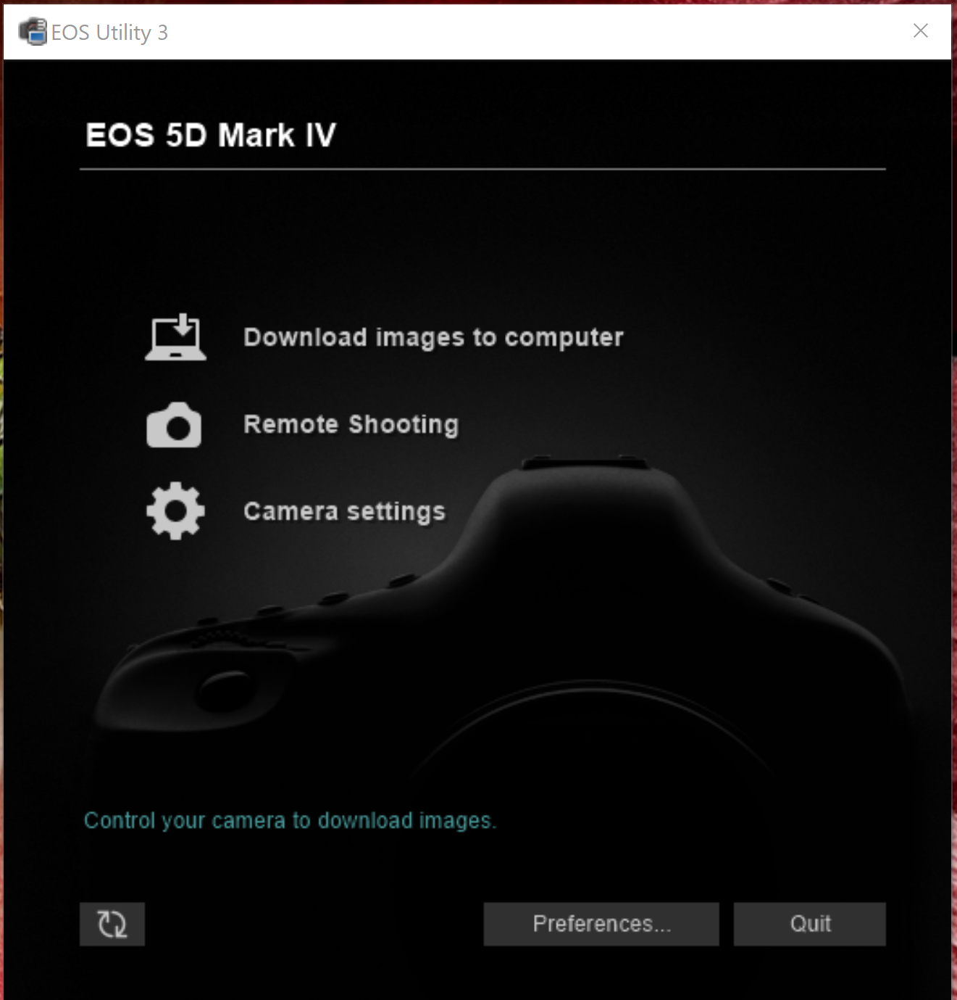 EOS Utility 3
EOS 5D Mark IV
Download images to computer
Remote Shooting
Camera settings
Control your camera to download images.
Preferences...
Quit